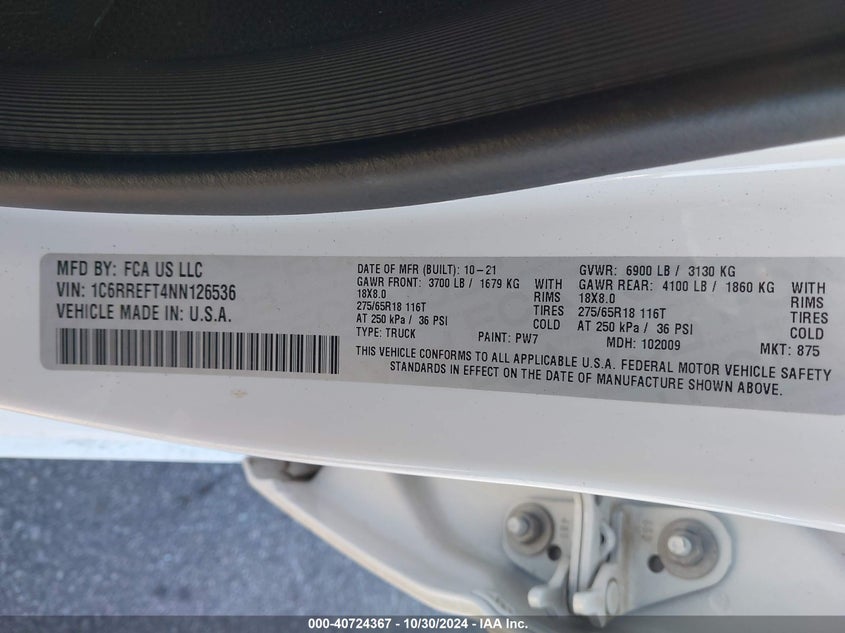 MFD BY: FCA US LLC
VIN: 1C6RREFT4NN126536
VEHICLE MADE IN: U.S.A.
DATE OF MFR (BUILT): 10-21
GAWR FRONT: 3700 LB / 1679 KG WITH
18X8.0 RIMS
275/65R18 116T TIRES
AT 250 kPa / 36 PSI COLD
TYPE: TRUCK PAINT: PW7
GVWR: 6900 LB / 3130 KG
GAWR REAR: 4100 LB / 1860 KG WITH
18X8.0 RIMS
275/65R18 116T TIRES
AT 250 kPa / 36 PSI COLD
MDH: 102009 MKT: 875
THIS VEHICLE CONFORMS TO ALL APPLICABLE U.S.A. FEDERAL MOTOR VEHICLE SAFETY
STANDARDS IN EFFECT ON THE DATE OF MANUFACTURE SHOWN ABOVE.
000-40724367 - 10/30/2024 - IAA Inc.